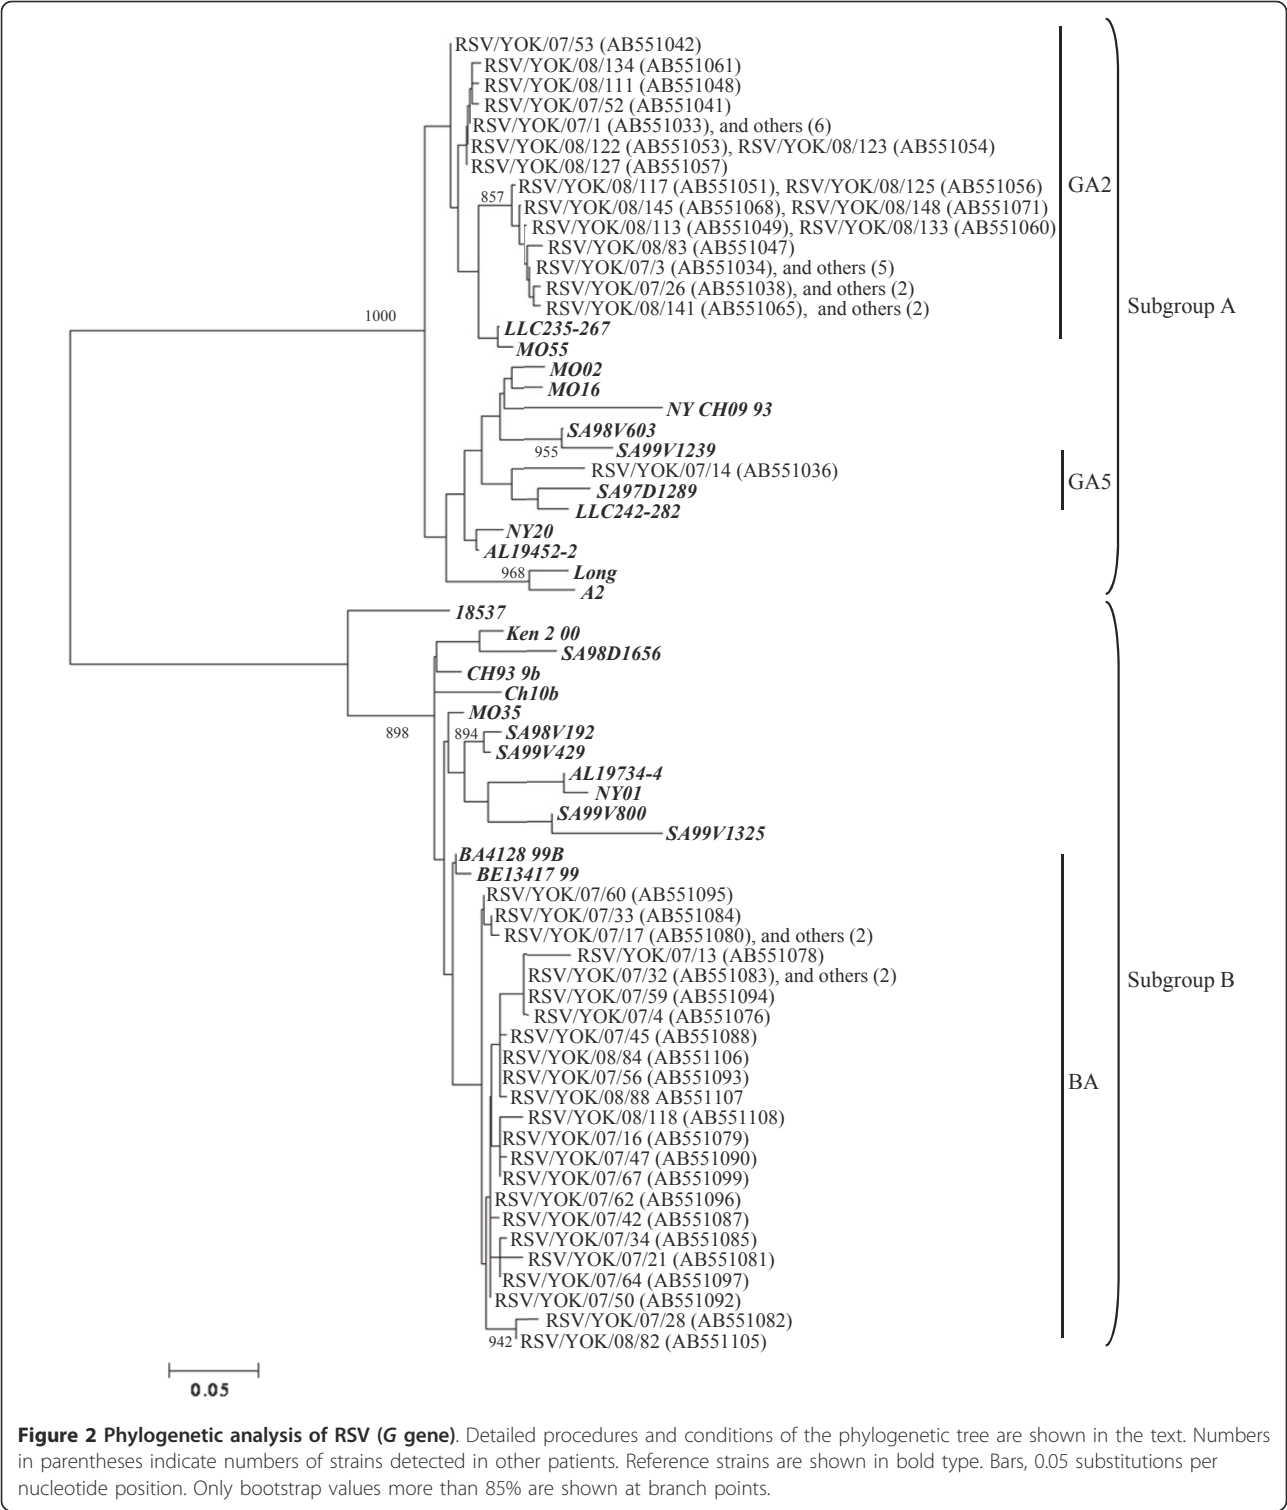 RSV/YOK/07/53 (AB551042)
RSV/YOK/08/134 (AB551061)
RSV/YOK/08/111 (AB551048)
RSV/YOK/07/52 (AB551041)
RSV/YOK/07/1 (AB551033), and others (6)
RSV/YOK/08/122 (AB551053), RSV/YOK/08/123 (AB551054)
RSV/YOK/08/127 (AB551057)
RSV/YOK/08/117 (AB551051), RSV/YOK/08/125 (AB551056)
GA2
857
RSV/YOK/08/145 (AB551068), RSV/YOK/08/148 (AB551071)
RSV/YOK/08/113 (AB551049), RSV/YOK/08/133 (AB551060)
RSV/YOK/08/83 (AB551047)
RSV/YOK/07/3 (AB551034), and others (5)
RSV/YOK/07/26 (AB551038), and others (2)
RSV/YOK/08/141 (AB551065), and others (2)
Subgroup A
1000
LLC235-267
MO55
MO02
MO16
NY CH09 93
SA98V603
955
SA99V1239
RSV/YOK/07/14 (AB551036)
GA5
SA97D1289
LLC242-282
NY20
AL19452-2
968
Long
A2
18537
Ken 2 00
SA98D1656
CH93 9b
Ch10b
MO35
898
894
SA98V192
SA99V429
AL19734-4
NY01
SA99V800
SA99V1325
BA4128 99B
BE13417 99
RSV/YOK/07/60 (AB551095)
RSV/YOK/07/33 (AB551084)
RSV/YOK/07/17 (AB551080), and others (2)
RSV/YOK/07/13 (AB551078)
RSV/YOK/07/32 (AB551083), and others (2)
Subgroup B
RSV/YOK/07/59 (AB551094)
RSV/YOK/07/4 (AB551076)
RSV/YOK/07/45 (AB551088)
RSV/YOK/08/84 (AB551106)
RSV/YOK/07/56 (AB551093)
BA
RSV/YOK/08/88 AB551107
RSV/YOK/08/118 (AB551108)
RSV/YOK/07/16 (AB551079)
RSV/YOK/07/47 (AB551090)
RSV/YOK/07/67 (AB551099)
RSV/YOK/07/62 (AB551096)
RSV/YOK/07/42 (AB551087)
RSV/YOK/07/34 (AB551085)
RSV/YOK/07/21 (AB551081)
RSV/YOK/07/64 (AB551097)
RSV/YOK/07/50 (AB551092)
RSV/YOK/07/28 (AB551082)
942
RSV/YOK/08/82 (AB551105)
0.05
Figure 2 Phylogenetic analysis of RSV (G gene). Detailed procedures and conditions of the phylogenetic tree are shown in the text. Numbers
in parentheses indicate numbers of strains detected in other patients. Reference strains are shown in bold type. Bars, 0.05 substitutions per
nucleotide position. Only bootstrap values more than 85% are shown at branch points.